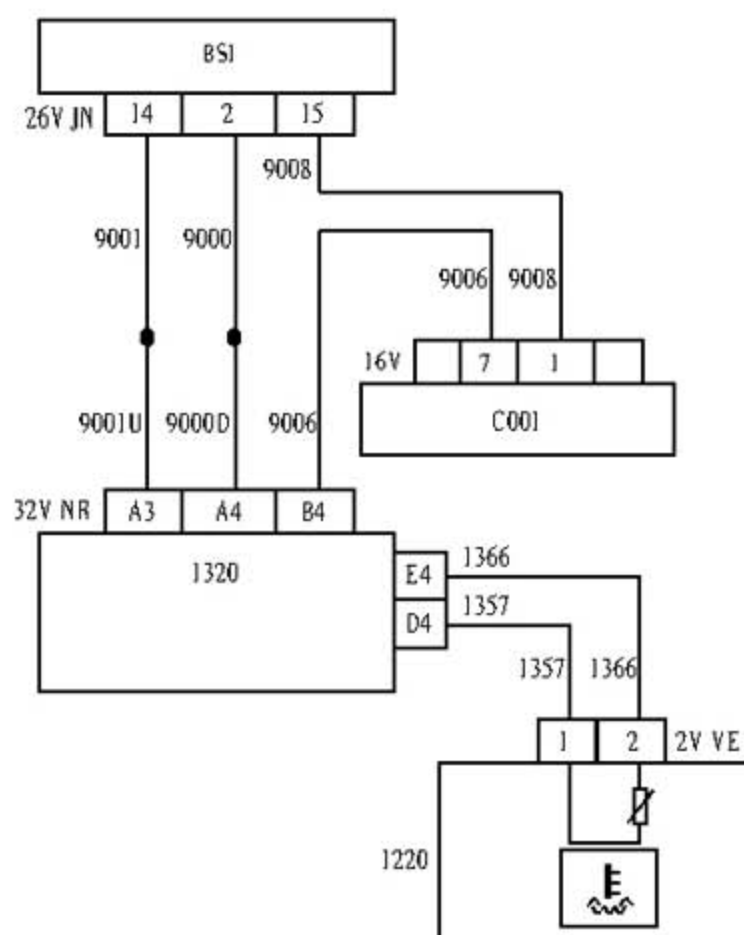 BSI
26V JN 14 2 15
9008
9001 9000
9006 9008
16V 7 1
9001U 9000D 9006 C001
32V NR A3 A4 B4
1320 E4 1366
D4 1357
1357 1366
1 2 2V VE
1220